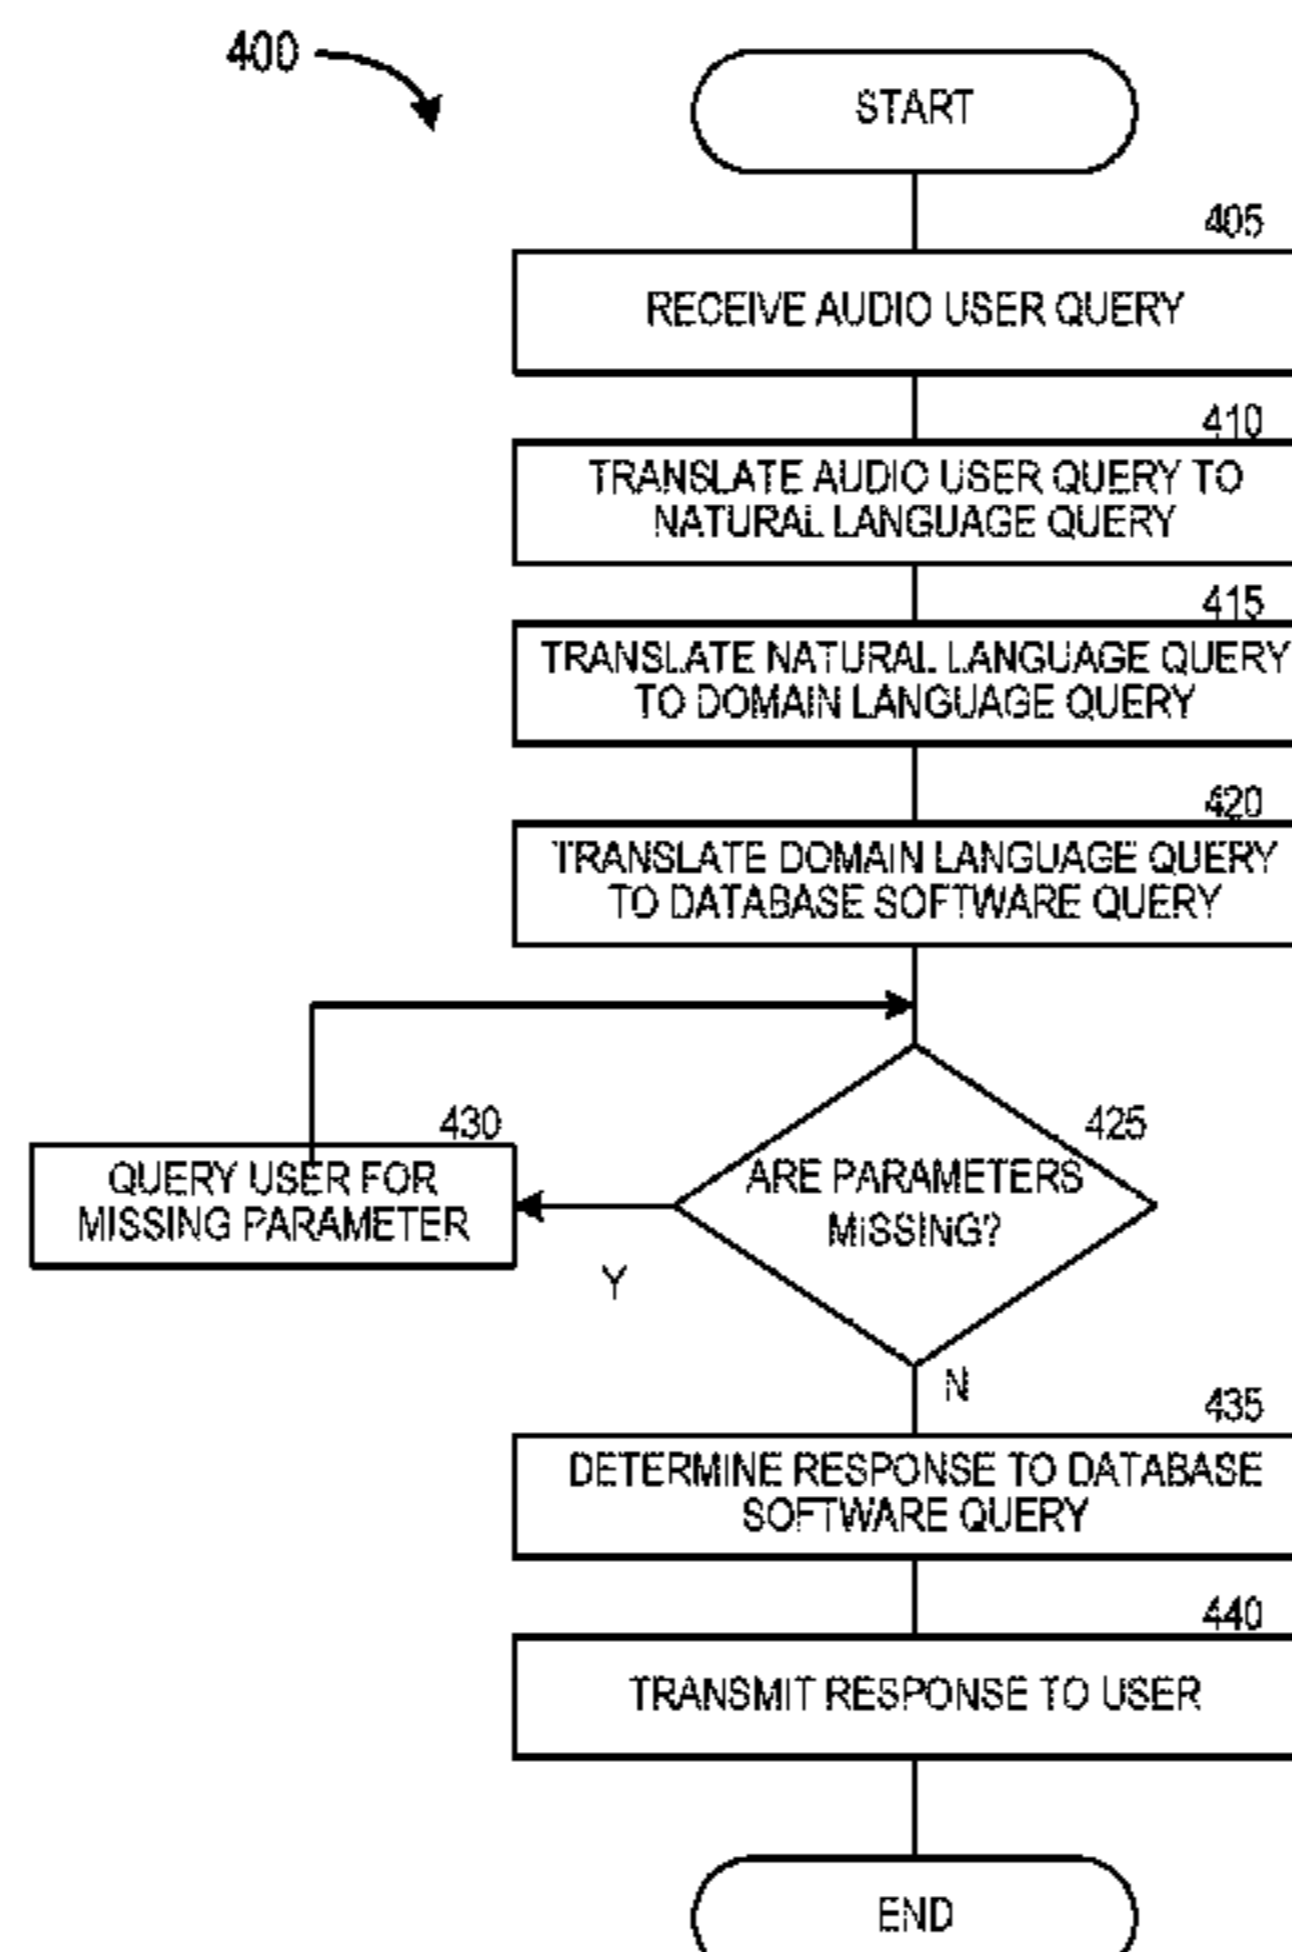 400
START
405
RECEIVE AUDIO USER QUERY
410
TRANSLATE AUDIO USER QUERY TO
NATURAL LANGUAGE QUERY
415
TRANSLATE NATURAL LANGUAGE QUERY
TO DOMAIN LANGUAGE QUERY
420
TRANSLATE DOMAIN LANGUAGE QUERY
TO DATABASE SOFTWARE QUERY
430
QUERY USER FOR
MISSING PARAMETER
425
ARE PARAMETERS
MISSING?
Y
N
435
DETERMINE RESPONSE TO DATABASE
SOFTWARE QUERY
440
TRANSMIT RESPONSE TO USER
END